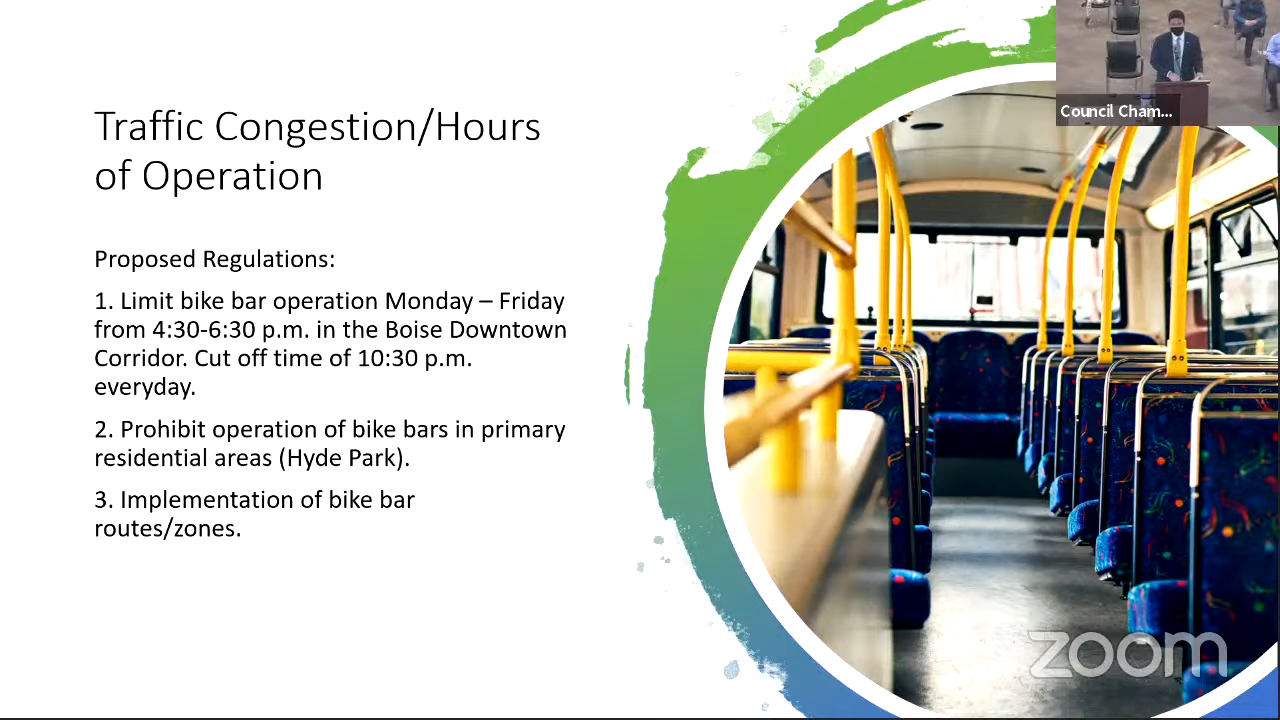 Council Cham...
Traffic Congestion/Hours
of Operation
Proposed Regulations:
1. Limit bike bar operation Monday – Friday
from 4:30-6:30 p.m. in the Boise Downtown
Corridor. Cut off time of 10:30 p.m.
everyday.
2. Prohibit operation of bike bars in primary
residential areas (Hyde Park).
3. Implementation of bike bar
routes/zones.
zoom